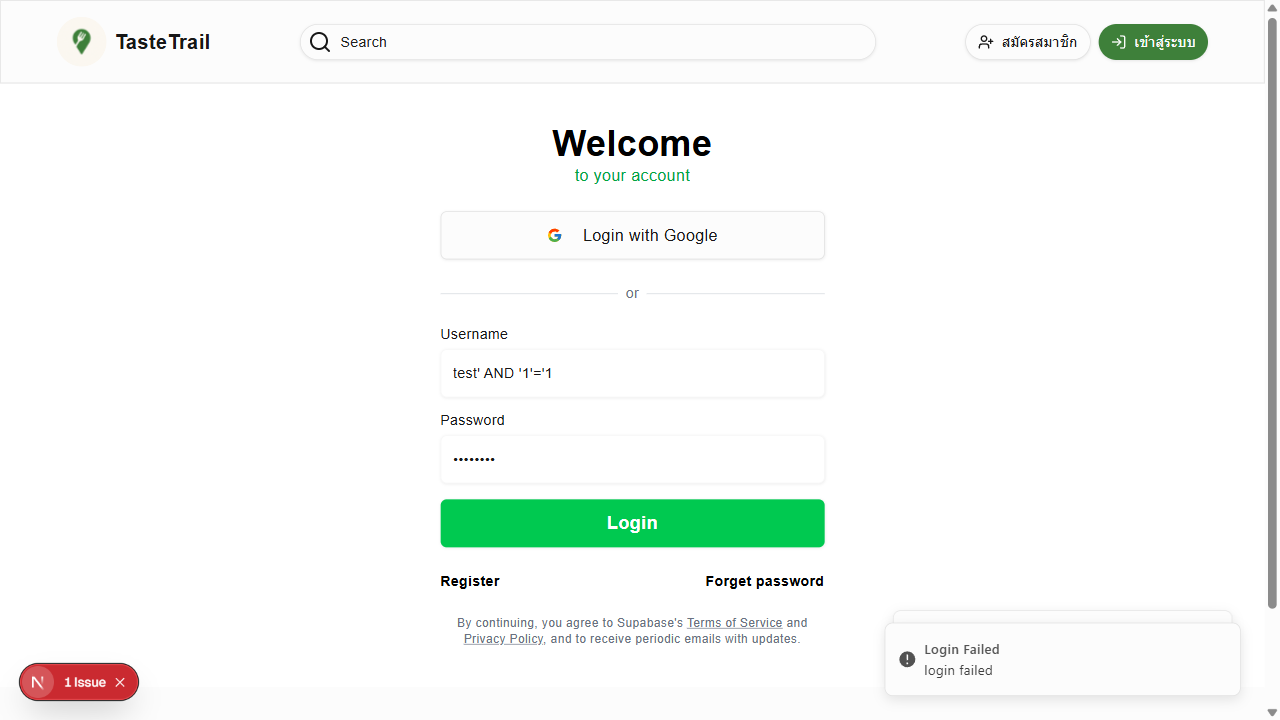 TasteTrail
Search
สมัครสมาชิก
เข้าสู่ระบบ
Welcome
to your account
Login with Google
or
Username
test' AND '1'='1
Password
••••••••
Login
Register
Forget password
By continuing, you agree to Supabase's Terms of Service and
Privacy Policy, and to receive periodic emails with updates.
Login Failed
login failed
N
1 Issue